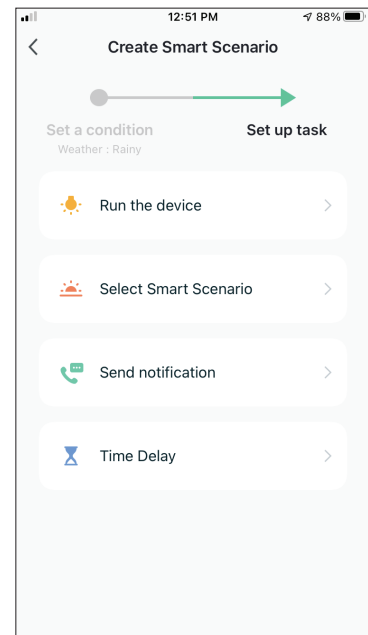 12:51 PM 88%
Create Smart Scenario
Set a condition Set up task
Weather : Rainy
Run the device
Select Smart Scenario
Send notification
Time Delay